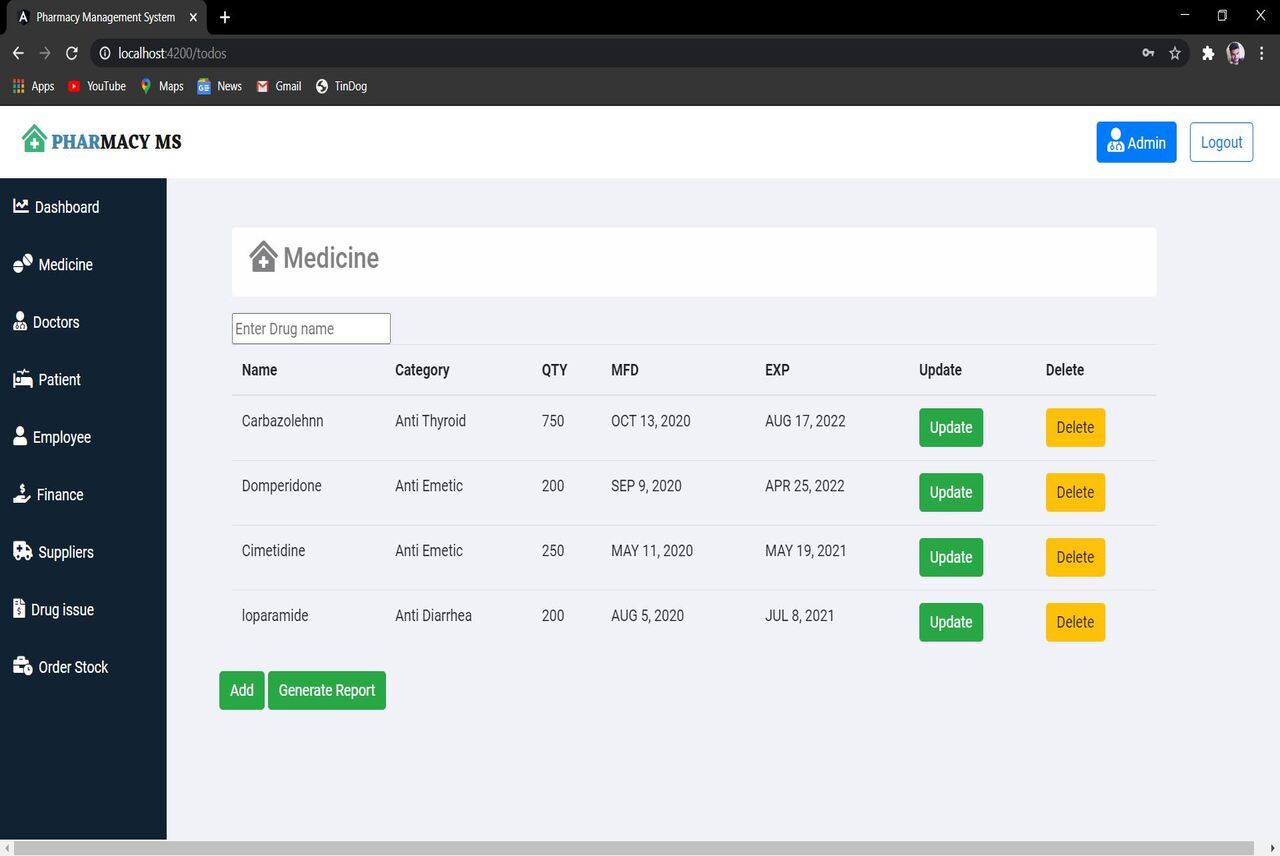 Pharmacy Management System
localhost:4200/todos
Apps YouTube Maps News Gmail TinDog
PHARMACY MS Admin Logout
Dashboard
Medicine
Doctors
Patient
Employee
Finance
Suppliers
Drug issue
Order Stock
Medicine
Enter Drug name
Name Category QTY MFD EXP Update Delete
Carbazolehnn Anti Thyroid 750 OCT 13, 2020 AUG 17, 2022 Update Delete
Domperidone Anti Emetic 200 SEP 9, 2020 APR 25, 2022 Update Delete
Cimetidine Anti Emetic 250 MAY 11, 2020 MAY 19, 2021 Update Delete
loparamide Anti Diarrhea 200 AUG 5, 2020 JUL 8, 2021 Update Delete
Add Generate Report